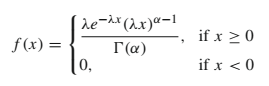 f(x) = { λe^{−λx}(λx)^{α−1} / Γ(α), if x ≥ 0
0, if x < 0